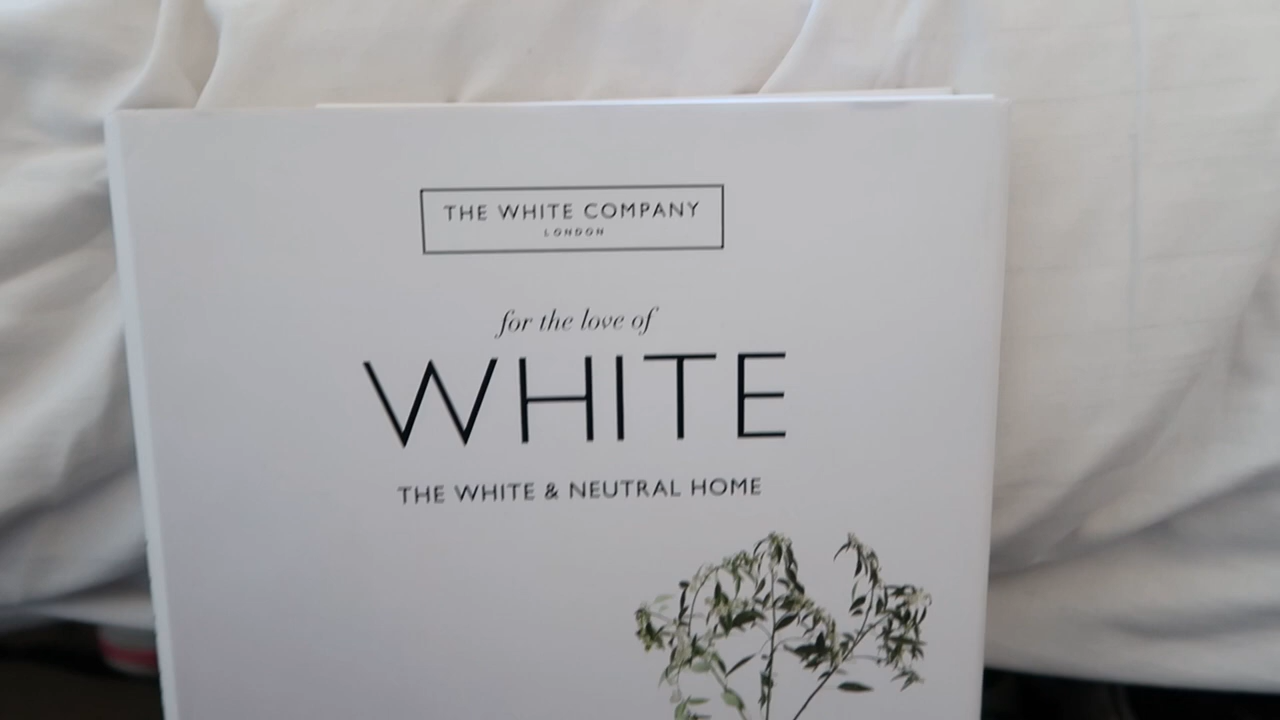 THE WHITE COMPANY
LONDON
for the love of
WHITE
THE WHITE & NEUTRAL HOME